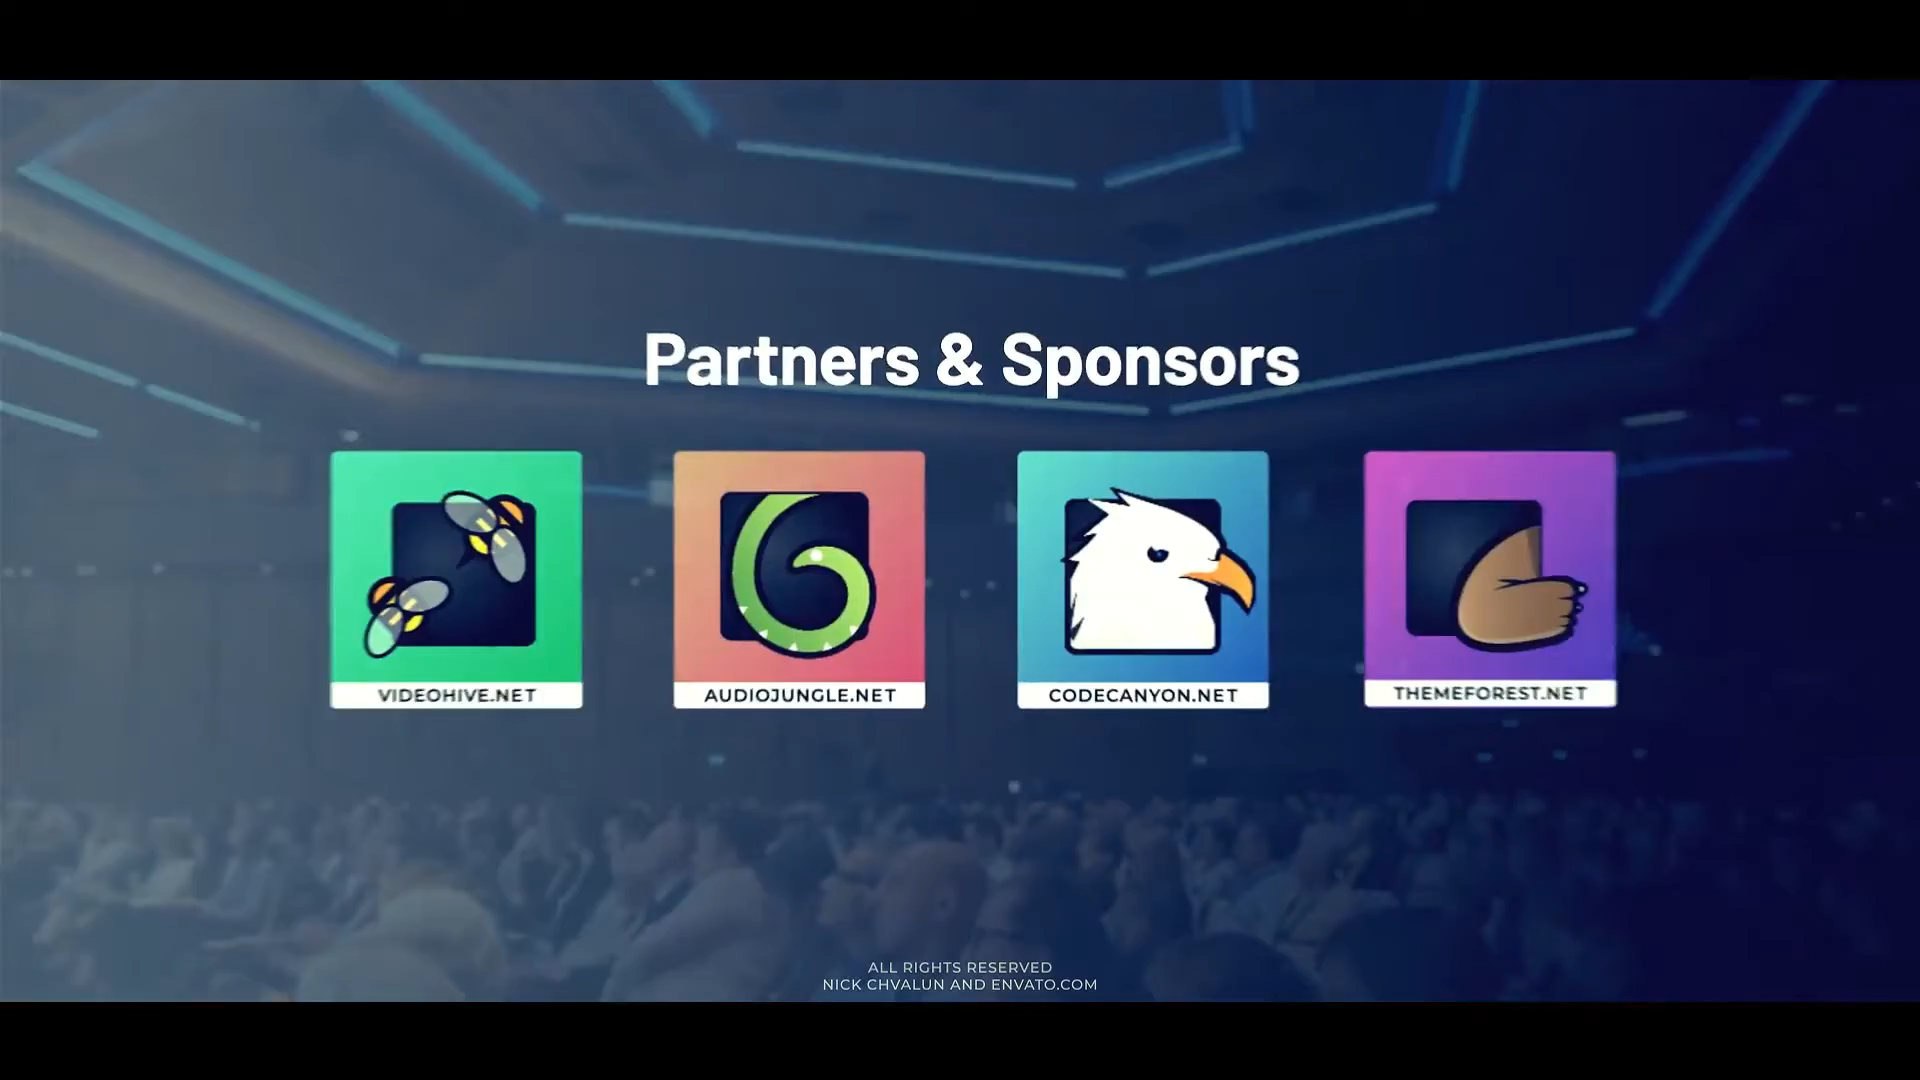 Partners & Sponsors
VIDEOHIVE.NET
AUDIOJUNGLE.NET
CODECANYON.NET
THEMEFOREST.NET
ALL RIGHTS RESERVED
NICK CHVALUN AND ENVATO.COM